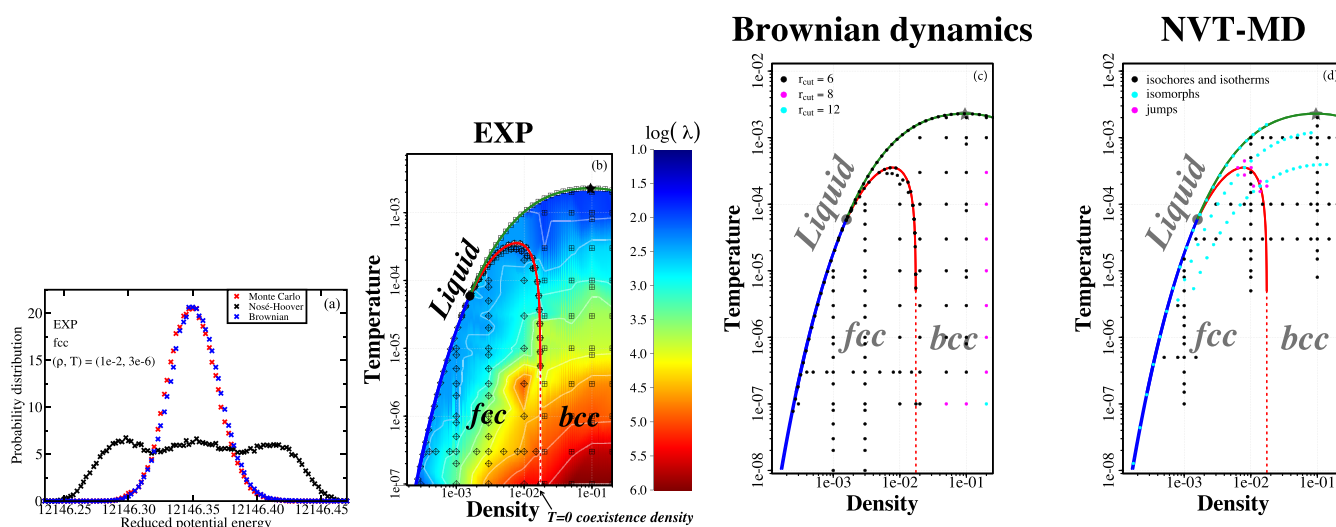 Brownian dynamics
NVT-MD
EXP
(a)
Monte Carlo
Nosé-Hoover
Brownian
EXP
fcc
(ρ, T) = (1e-2, 3e-6)
Probability distribution
20
15
10
5
0
12146.25 12146.30 12146.35 12146.40 12146.45
Reduced potential energy
(b)
log( λ )
1.0
1.5
2.0
2.5
3.0
3.5
4.0
4.5
5.0
5.5
6.0
Temperature
1e-03
1e-04
1e-05
1e-06
1e-07
Liquid
fcc
bcc
1e-03 1e-02 1e-01
Density
T=0 coexistence density
(c)
r_cut = 6
r_cut = 8
r_cut = 12
Temperature
1e-02
1e-03
1e-04
1e-05
1e-06
1e-07
1e-08
Liquid
fcc
bcc
1e-03 1e-02 1e-01
Density
(d)
isochores and isotherms
isomorphs
jumps
Temperature
1e-02
1e-03
1e-04
1e-05
1e-06
1e-07
1e-08
Liquid
fcc
bcc
1e-03 1e-02 1e-01
Density